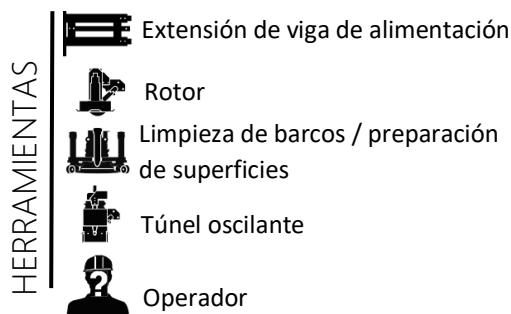 HERRAMIENTAS
Extensión de viga de alimentación
Rotor
Limpieza de barcos / preparación
de superficies
Túnel oscilante
?
Operador